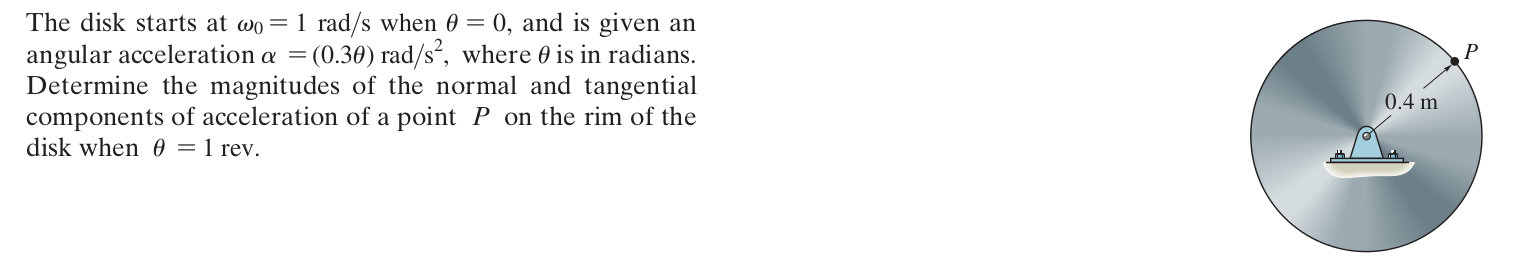 The disk starts at ω₀ = 1 rad/s when θ = 0, and is given an
angular acceleration α = (0.3θ) rad/s², where θ is in radians.
Determine the magnitudes of the normal and tangential
components of acceleration of a point P on the rim of the
disk when θ = 1 rev.
P
0.4 m